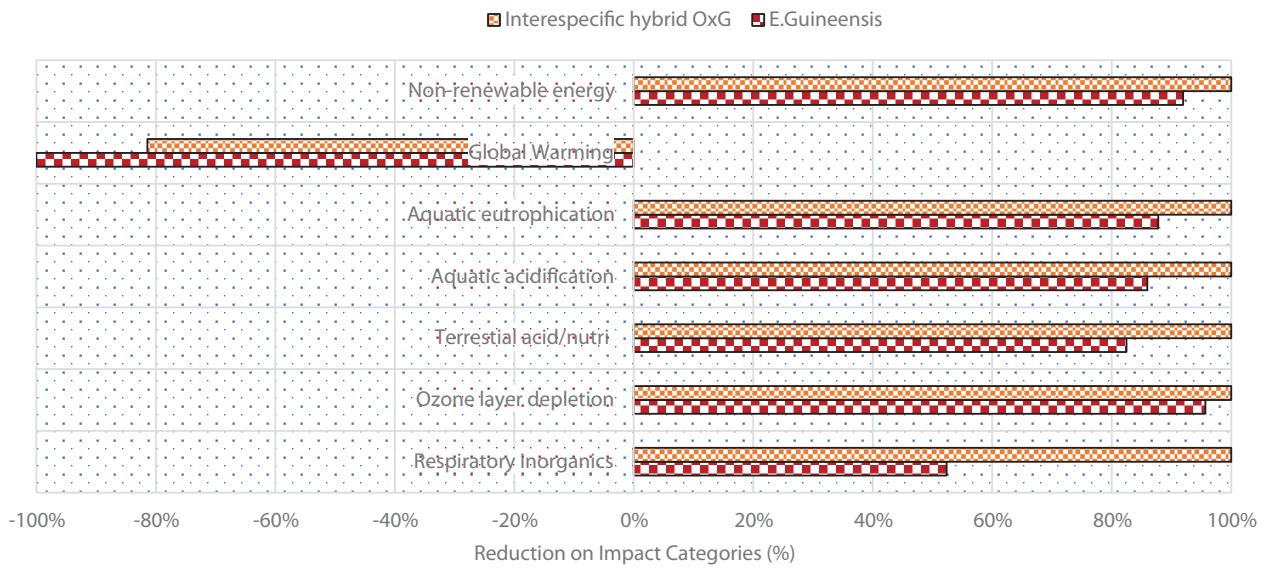 Interespecific hybrid OxG E.Guineensis
Non-renewable energy
Global Warming
Aquatic eutrophication
Aquatic acidification
Terrestial acid/nutri
Ozone layer depletion
Respiratory Inorganics
-100% -80% -60% -40% -20% 0% 20% 40% 60% 80% 100%
Reduction on Impact Categories (%)